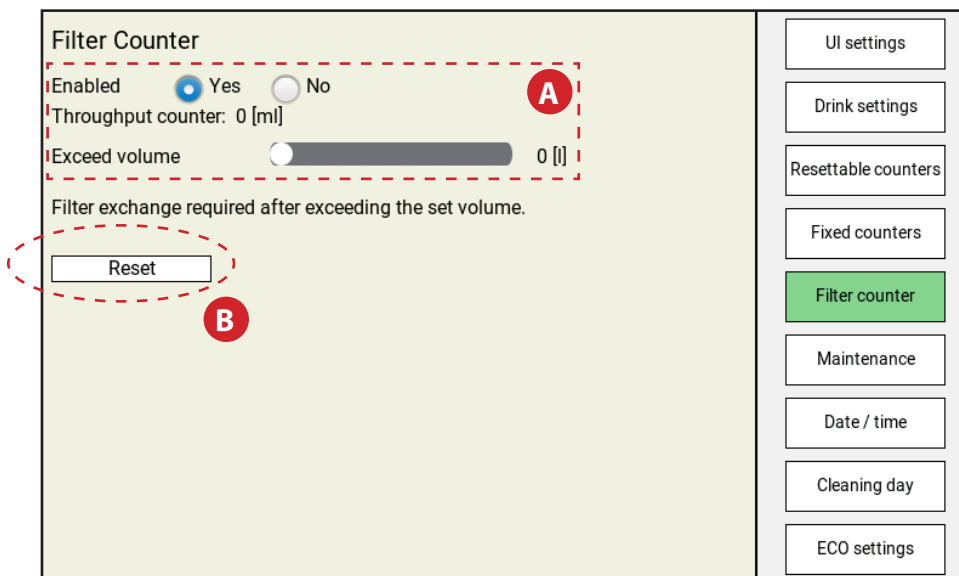 Filter Counter
Enabled Yes No
A
Throughput counter: 0 [ml]
Exceed volume 0 [l]
Filter exchange required after exceeding the set volume.
Reset
B
UI settings
Drink settings
Resettable counters
Fixed counters
Filter counter
Maintenance
Date / time
Cleaning day
ECO settings